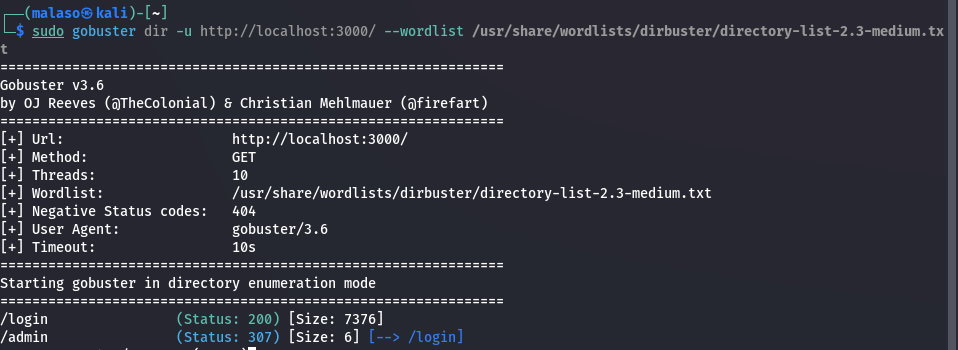 (malaso㉿kali)-[~]
$ sudo gobuster dir -u http://localhost:3000/ --wordlist /usr/share/wordlists/dirbuster/directory-list-2.3-medium.tx
t
===============================================================
Gobuster v3.6
by OJ Reeves (@TheColonial) & Christian Mehlmauer (@firefart)
===============================================================
[+] Url:                     http://localhost:3000/
[+] Method:                  GET
[+] Threads:                 10
[+] Wordlist:                /usr/share/wordlists/dirbuster/directory-list-2.3-medium.txt
[+] Negative Status codes:   404
[+] User Agent:              gobuster/3.6
[+] Timeout:                 10s
===============================================================
Starting gobuster in directory enumeration mode
===============================================================
/login                (Status: 200) [Size: 7376]
/admin                (Status: 307) [Size: 6] [--> /login]